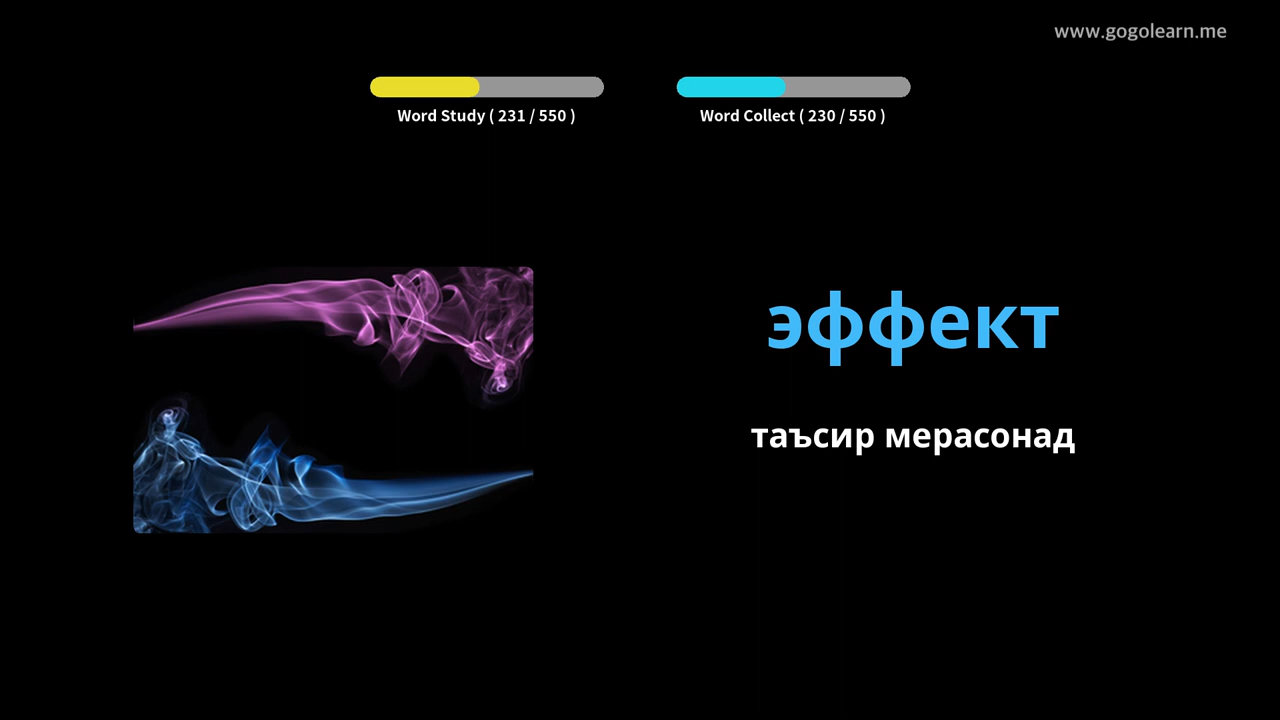 www.gogolearn.me
Word Study ( 231 / 550 )
Word Collect ( 230 / 550 )
эффект
таъсир мерасонад